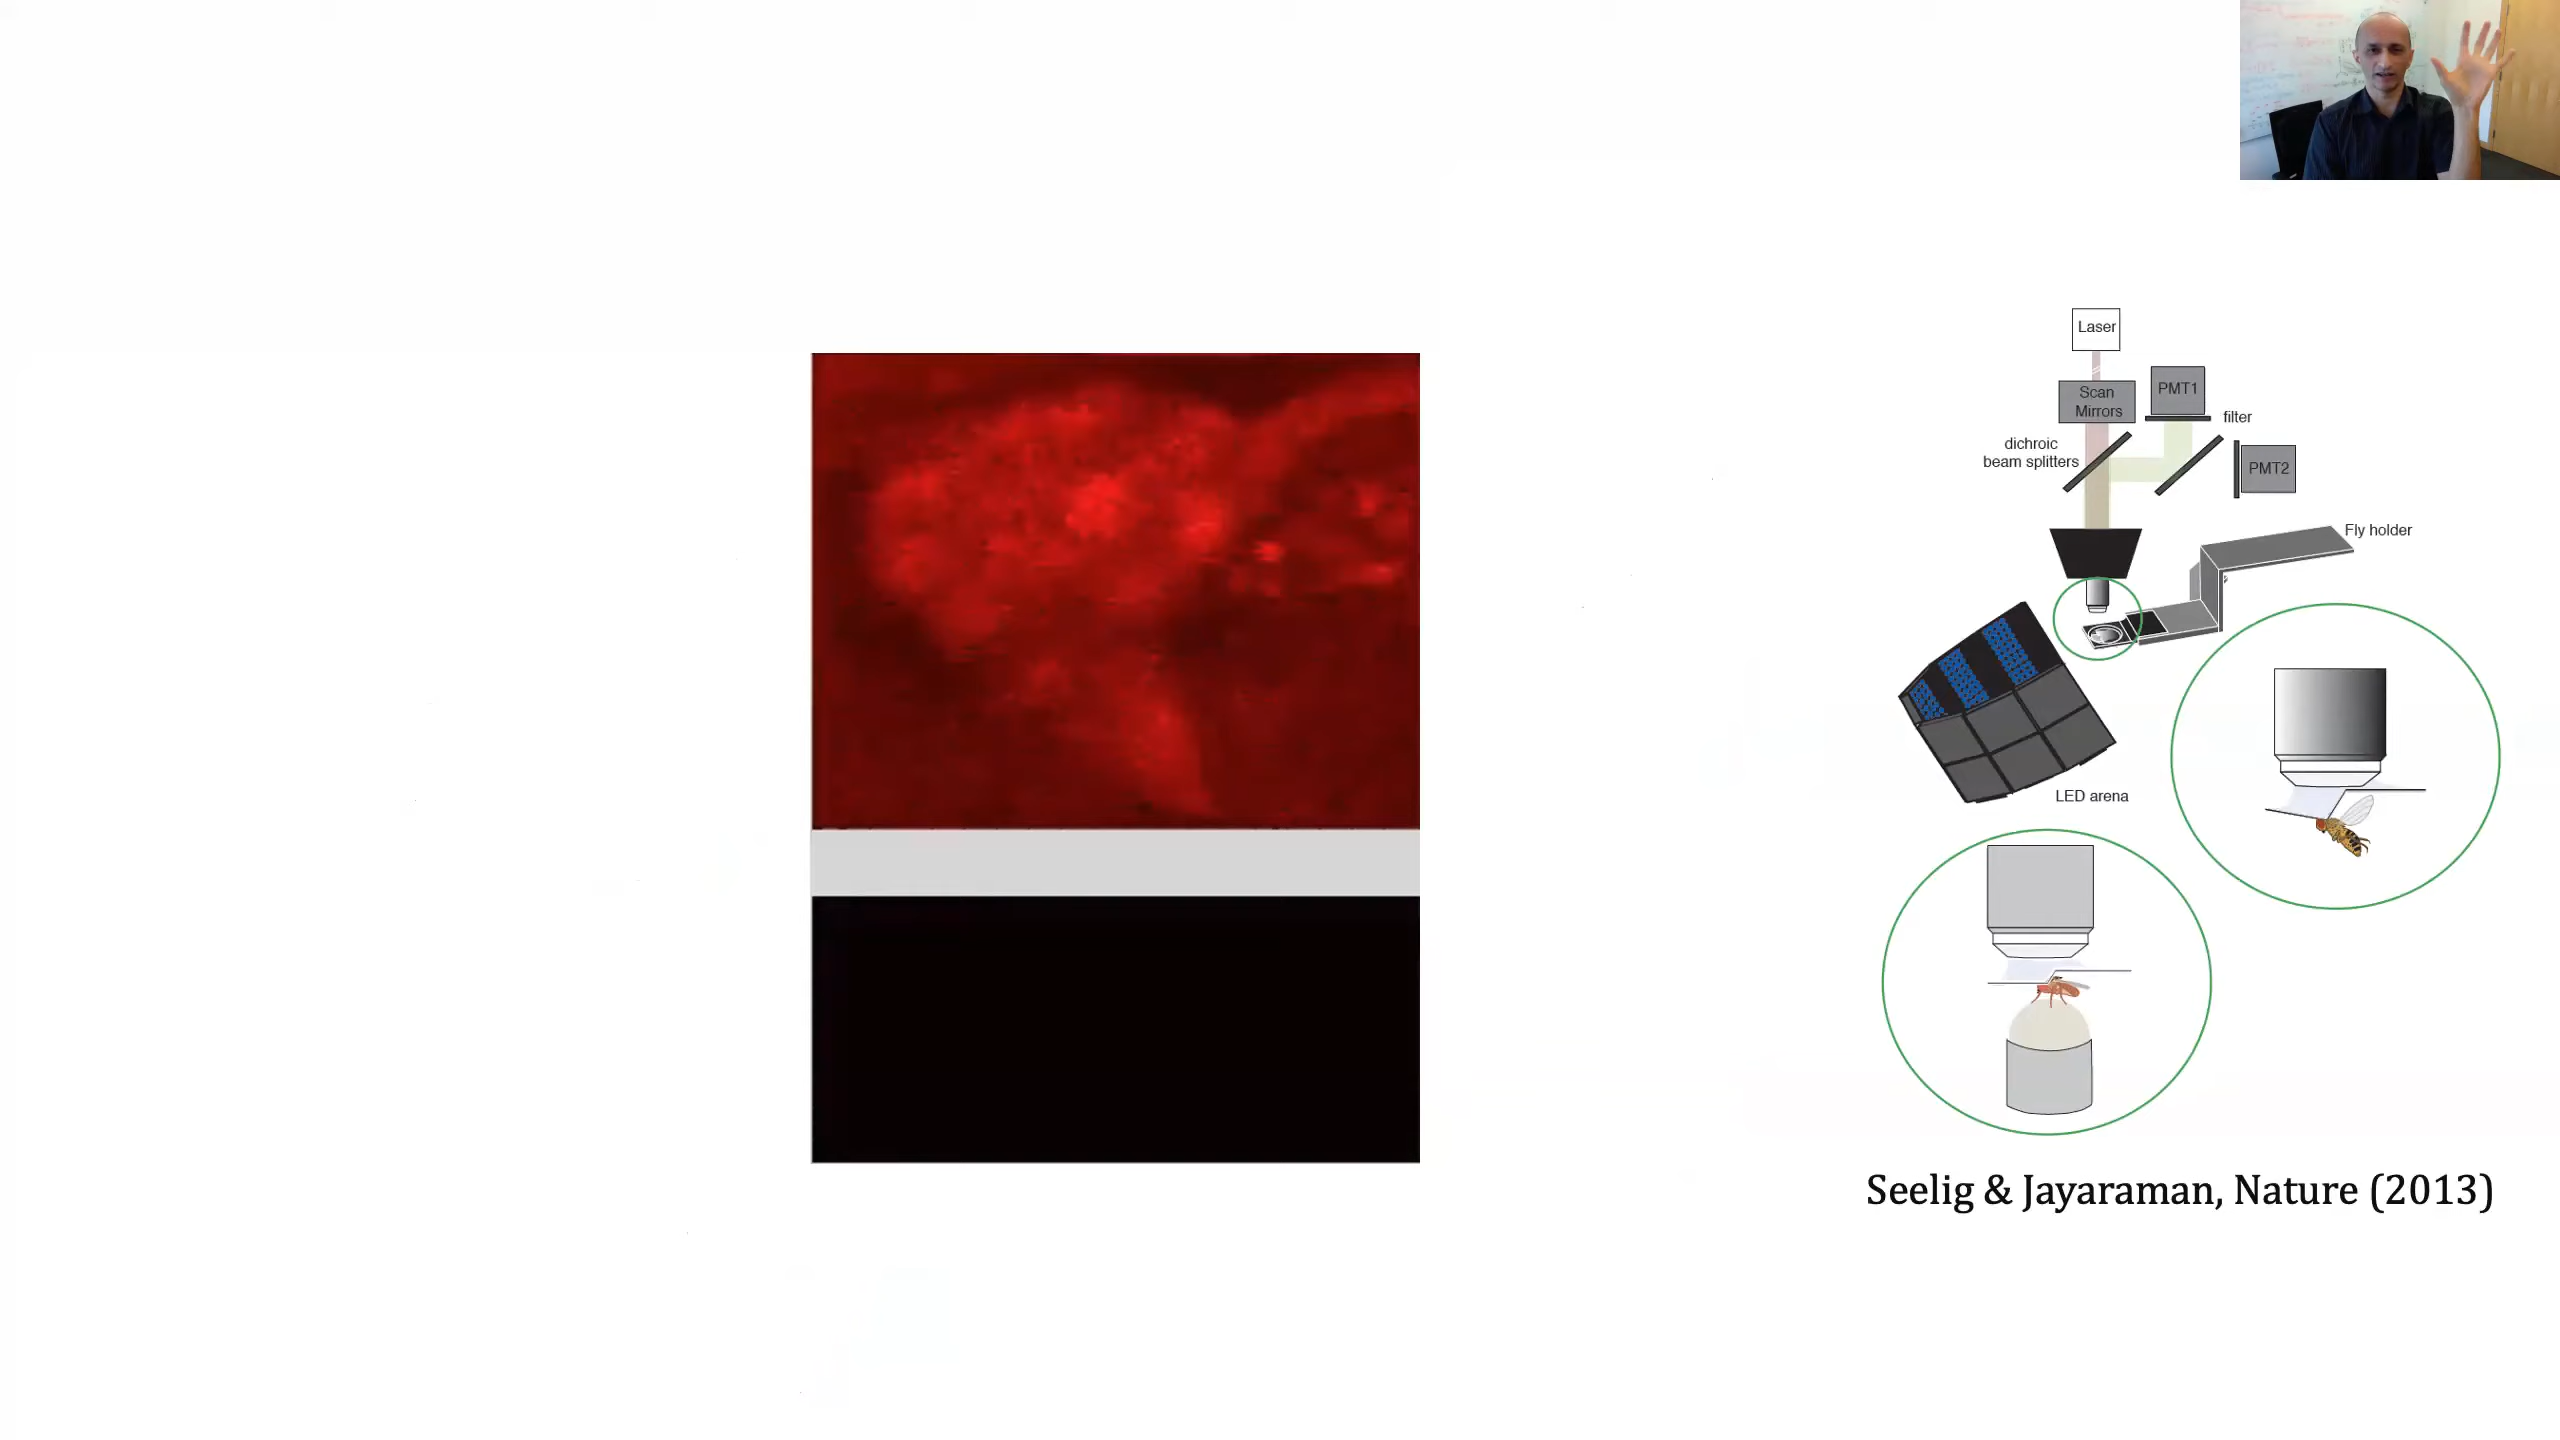 Laser
Scan
Mirrors
PMT1
filter
dichroic
beam splitters
PMT2
Fly holder
LED arena
Seelig & Jayaraman, Nature (2013)